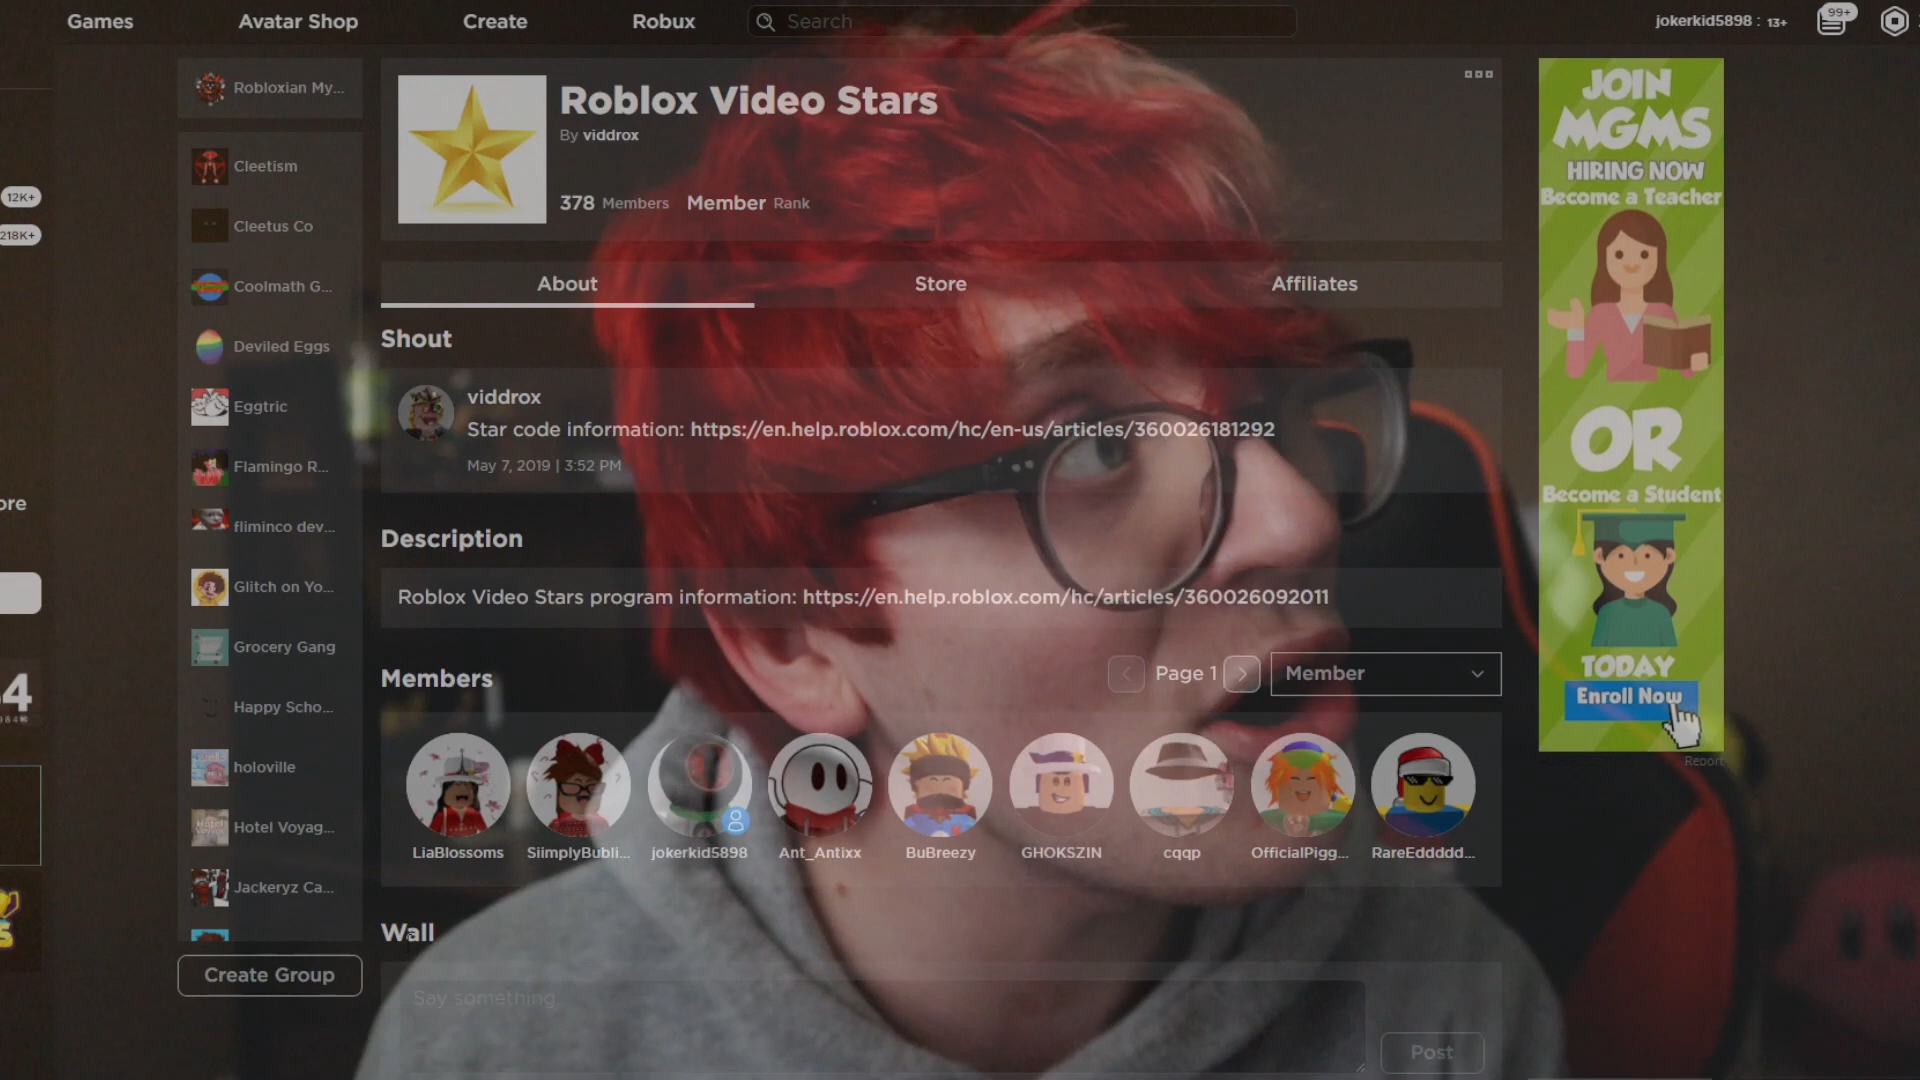 Games
Avatar Shop
Create
Robux
Search
jokerkid5898 : 13+
99+
12K+
218K+
ore
Robloxian My...
Cleetism
Cleetus Co
Coolmath G...
Deviled Eggs
Eggtric
Flamingo R...
fliminco dev...
Glitch on Yo...
Grocery Gang
Happy Scho...
holoville
Hotel Voyag...
Jackeryz Ca...
Create Group
Roblox Video Stars
By viddrox
378 Members Member Rank
About
Store
Affiliates
Shout
viddrox
Star code information: https://en.help.roblox.com/hc/en-us/articles/360026181292
May 7, 2019 | 3:52 PM
Description
Roblox Video Stars program information: https://en.help.roblox.com/hc/articles/360026092011
Members
Page 1
Member
LiaBlossoms
SiimplyBubli...
jokerkid5898
Ant_Antixx
BuBreezy
GHOKSZIN
cqqp
OfficialPigg...
RareEddddd...
Wall
Say something
Post
JOIN
MGMS
HIRING NOW
Become a Teacher
OR
Become a Student
TODAY
Enroll Now
Report